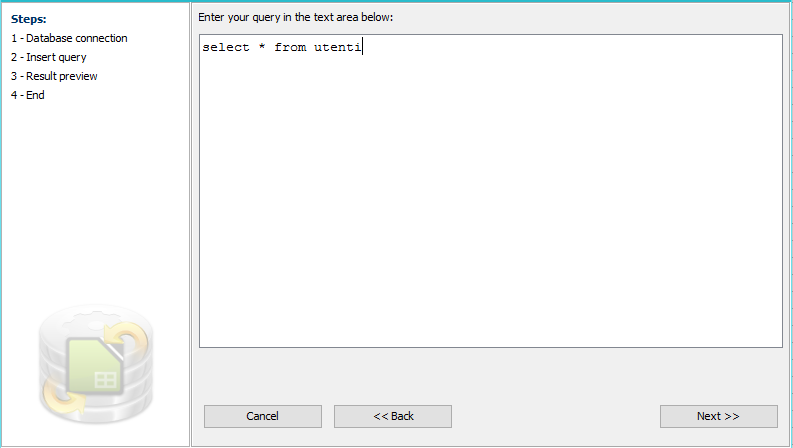 Steps:
1 - Database connection
2 - Insert query
3 - Result preview
4 - End
Enter your query in the text area below:
select * from utenti
Cancel
<< Back
Next >>